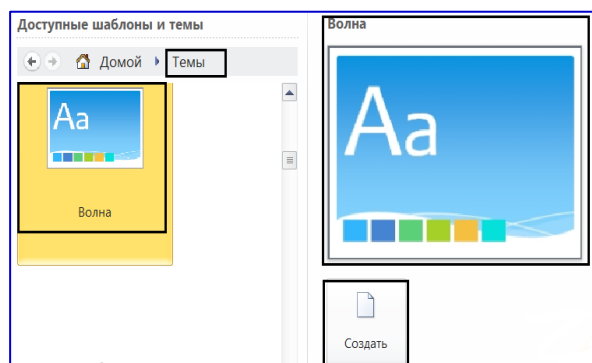 Доступные шаблоны и темы
Домой
Темы
Aa
Волна
Волна
Aa
Создать